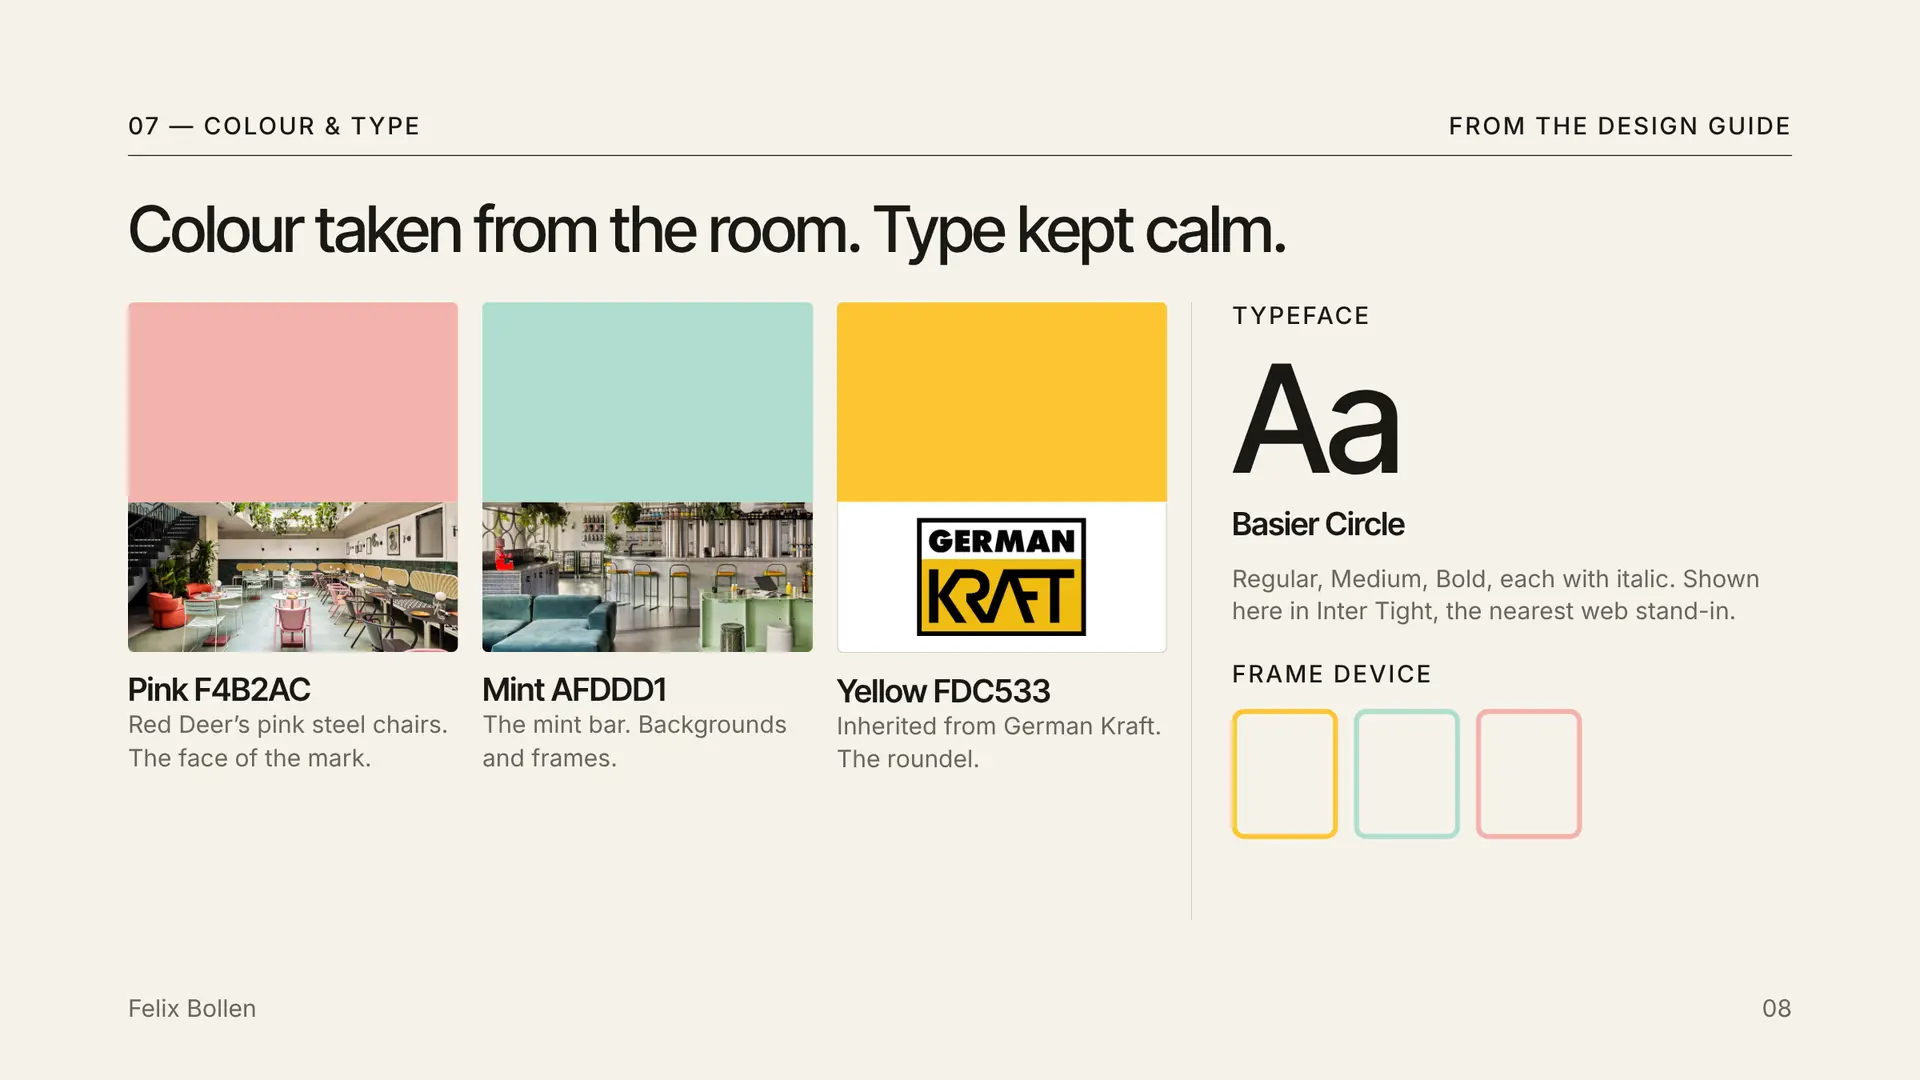 07 — COLOUR & TYPE
FROM THE DESIGN GUIDE
Colour taken from the room. Type kept calm.
GERMAN
KRAFT
Pink F4B2AC
Red Deer’s pink steel chairs.
The face of the mark.
Mint AFDDD1
The mint bar. Backgrounds
and frames.
Yellow FDC533
Inherited from German Kraft.
The roundel.
TYPEFACE
Aa
Basier Circle
Regular, Medium, Bold, each with italic. Shown
here in Inter Tight, the nearest web stand-in.
FRAME DEVICE
Felix Bollen
08